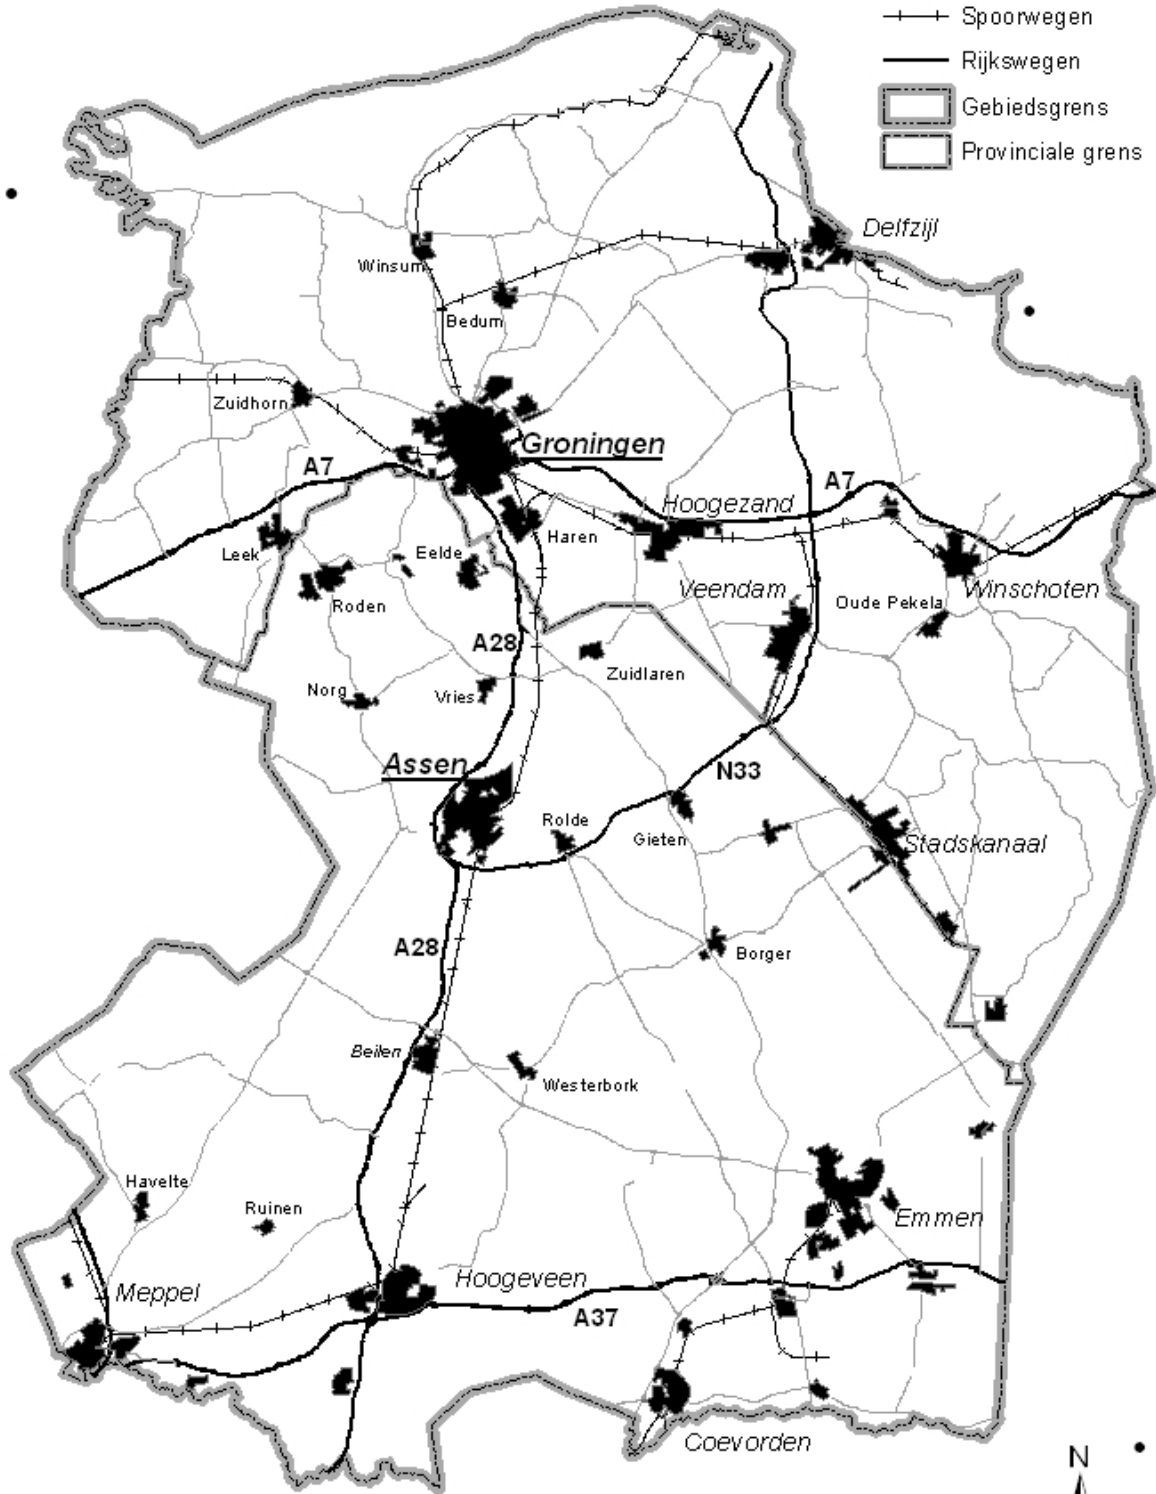 Spoorwegen
Rijkswegen
Gebiedsgrens
Provinciale grens
Delfzijl
Winsum
Bedum
Zuidhorn
Groningen
A7
A7
Hoogezand
Haren
Leek
Eelde
Roden
Veendam
Oude Pekela
Winschoten
A28
Zuidlaren
Norg
Vries
Assen
N33
Rolde
Gieten
Stadskanaal
A28
Borger
Beilen
Westerbork
Havelte
Ruinen
Emmen
Meppel
Hoogeveen
A37
Coevorden
N